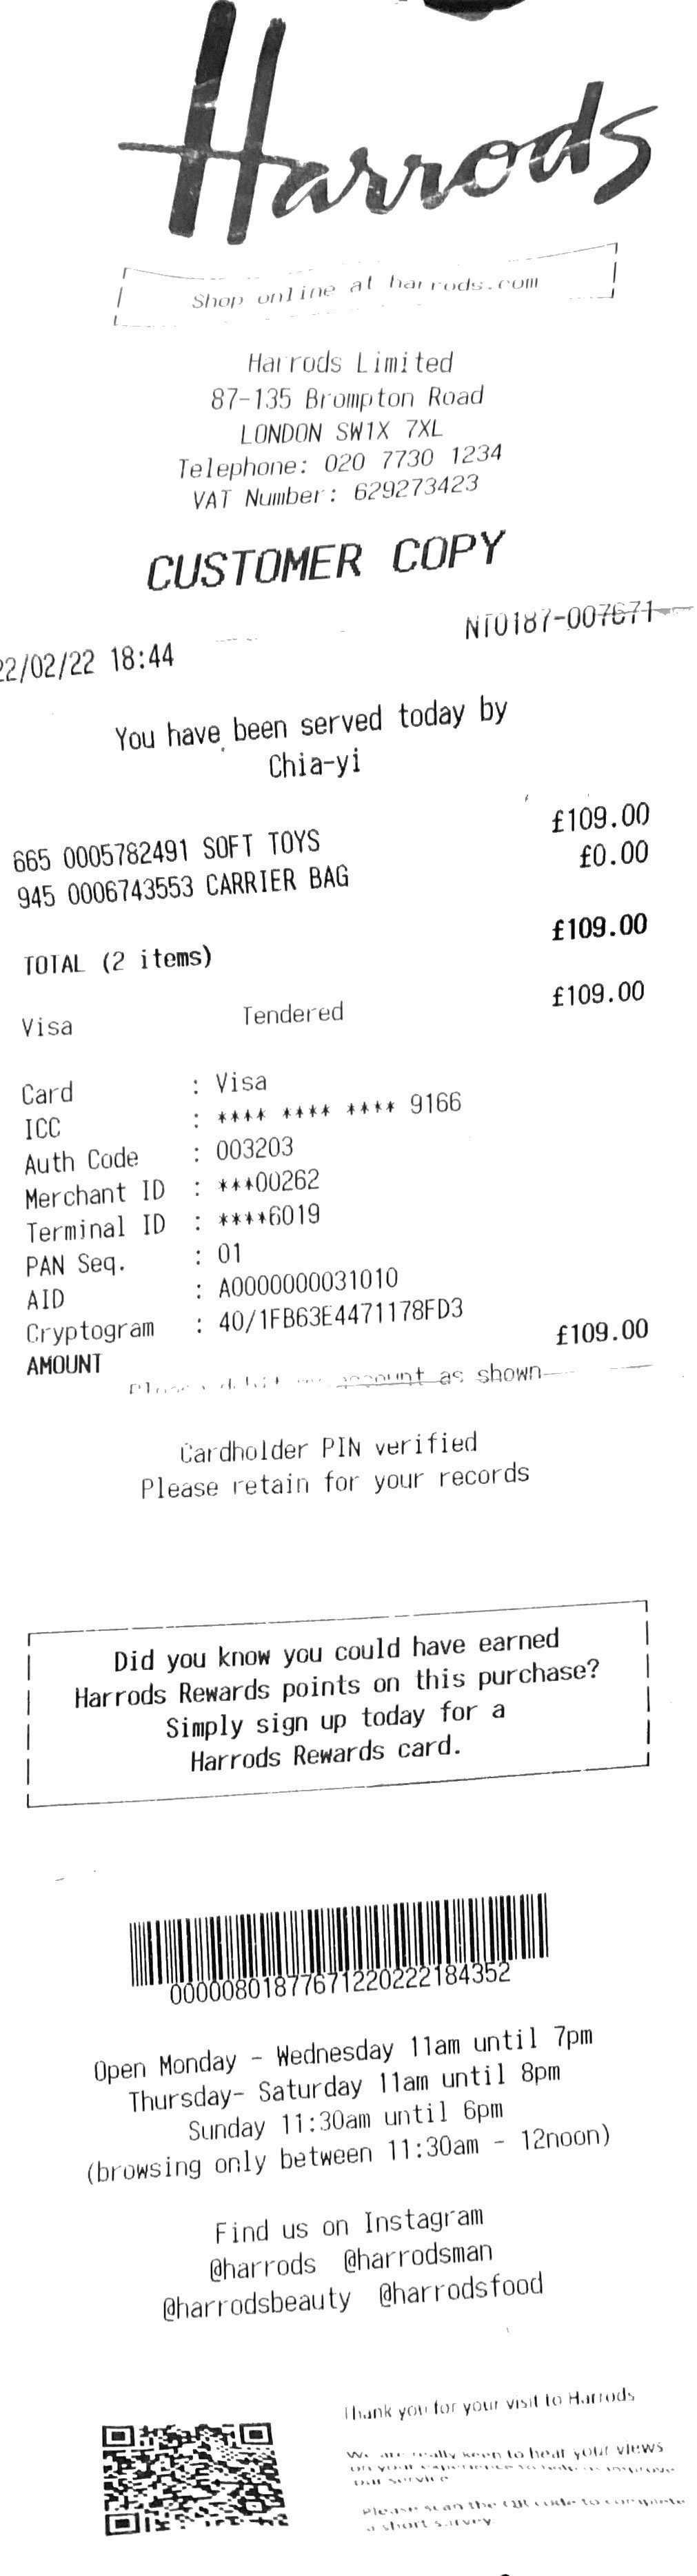 Harrods
Shop online at harrods.com
Harrods Limited
87-135 Brompton Road
LONDON SW1X 7XL
Telephone: 020 7730 1234
VAT Number: 629273423
CUSTOMER COPY
22/02/22 18:44 NT0187-007671
You have been served today by
Chia-yi
665 0005782491 SOFT TOYS £109.00
945 0006743553 CARRIER BAG £0.00
TOTAL (2 items) £109.00
Visa Tendered £109.00
Card : Visa
ICC : **** **** **** 9166
Auth Code : 003203
Merchant ID : ***00262
Terminal ID : ****6019
PAN Seq. : 01
AID : A0000000031010
Cryptogram : 40/1FB63E4471178FD3
AMOUNT £109.00
Please debit my account as shown
Cardholder PIN verified
Please retain for your records
Did you know you could have earned
Harrods Rewards points on this purchase?
Simply sign up today for a
Harrods Rewards card.
00000801877671220222184352
Open Monday - Wednesday 11am until 7pm
Thursday- Saturday 11am until 8pm
Sunday 11:30am until 6pm
(browsing only between 11:30am - 12noon)
Find us on Instagram
@harrods @harrodsman
@harrodsbeauty @harrodsfood
Thank you for your visit to Harrods
We are really keen to hear your views
on your experience to help us improve
our service
Please scan the QR code to complete
a short survey